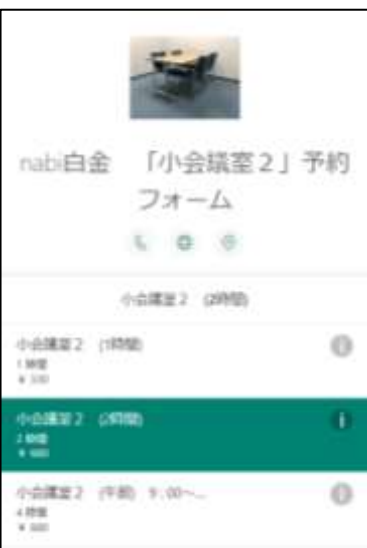 nabi白金 「小会議室2」予約
フォーム
小会議室2 (2時間)
小会議室2 (1時間)
1 時間
小会議室2 (2時間)
2 時間
小会議室2 (午前) 9:00〜...
4 時間